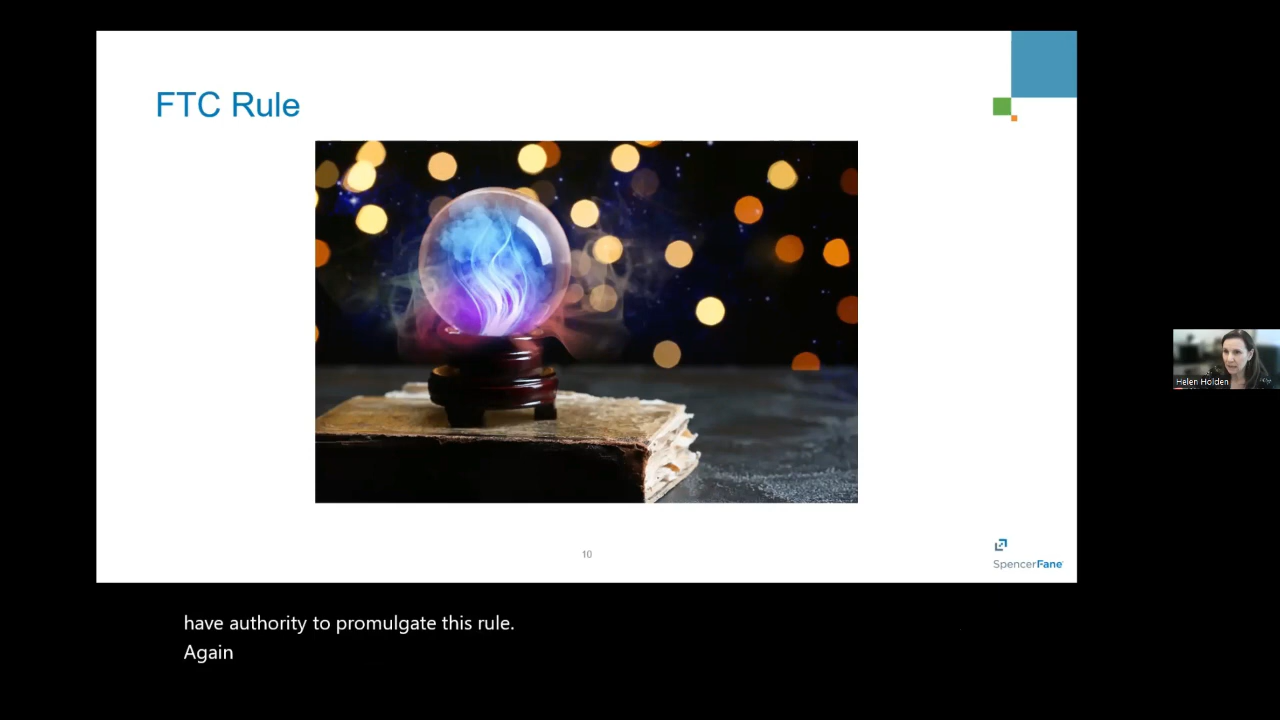 FTC Rule
10
SpencerFane
Helen Holden
have authority to promulgate this rule.
Again